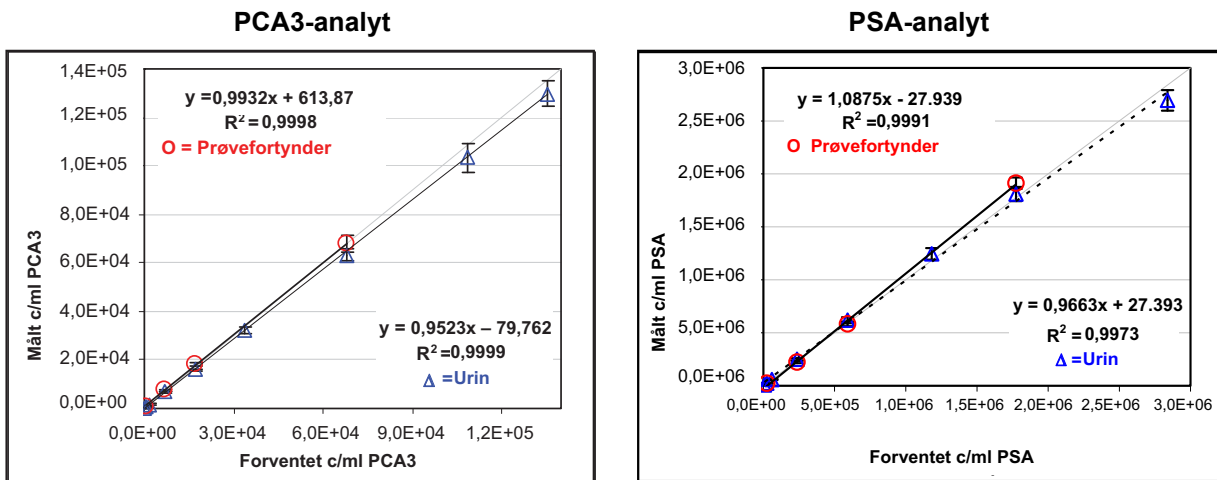 PCA3-analyt
1,4E+05
1,2E+05
1,0E+05
8,0E+04
6,0E+04
4,0E+04
2,0E+04
0,0E+00
Målt c/ml PCA3
y =0,9932x + 613,87
R² = 0,9998
O = Prøvefortynder
y = 0,9523x – 79,762
R² =0,9999
Δ =Urin
0,0E+00 3,0E+04 6,0E+04 9,0E+04 1,2E+05
Forventet c/ml PCA3
PSA-analyt
3,0E+06
2,5E+06
2,0E+06
1,5E+06
1,0E+06
5,0E+06
0,0E+06
Målt c/ml PSA
y = 1,0875x - 27.939
R² =0,9991
O Prøvefortynder
y = 0,9663x + 27.393
R² =0,9973
Δ =Urin
0,0E+00 5,0E+05 1,0E+06 1,5E+06 2,0E+06 2,5E+06 3,0E+06
Forventet c/ml PSA